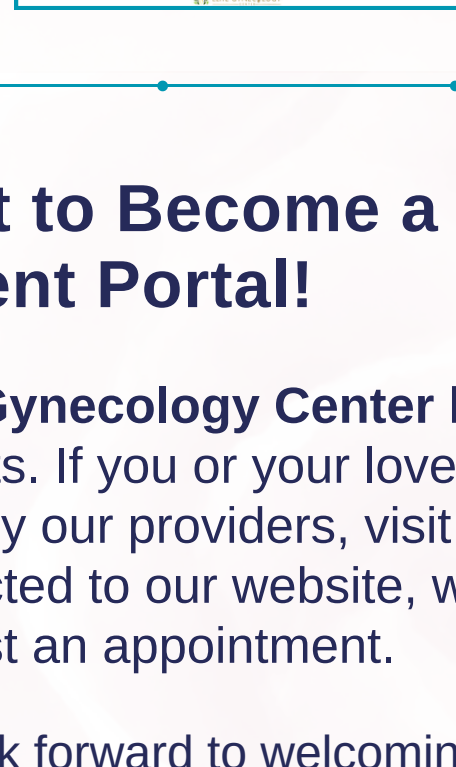 t to Become a
ent Portal!
Gynecology Center
ts. If you or your love
y our providers, visit
cted to our website, w
st an appointment.
k forward to welcomin